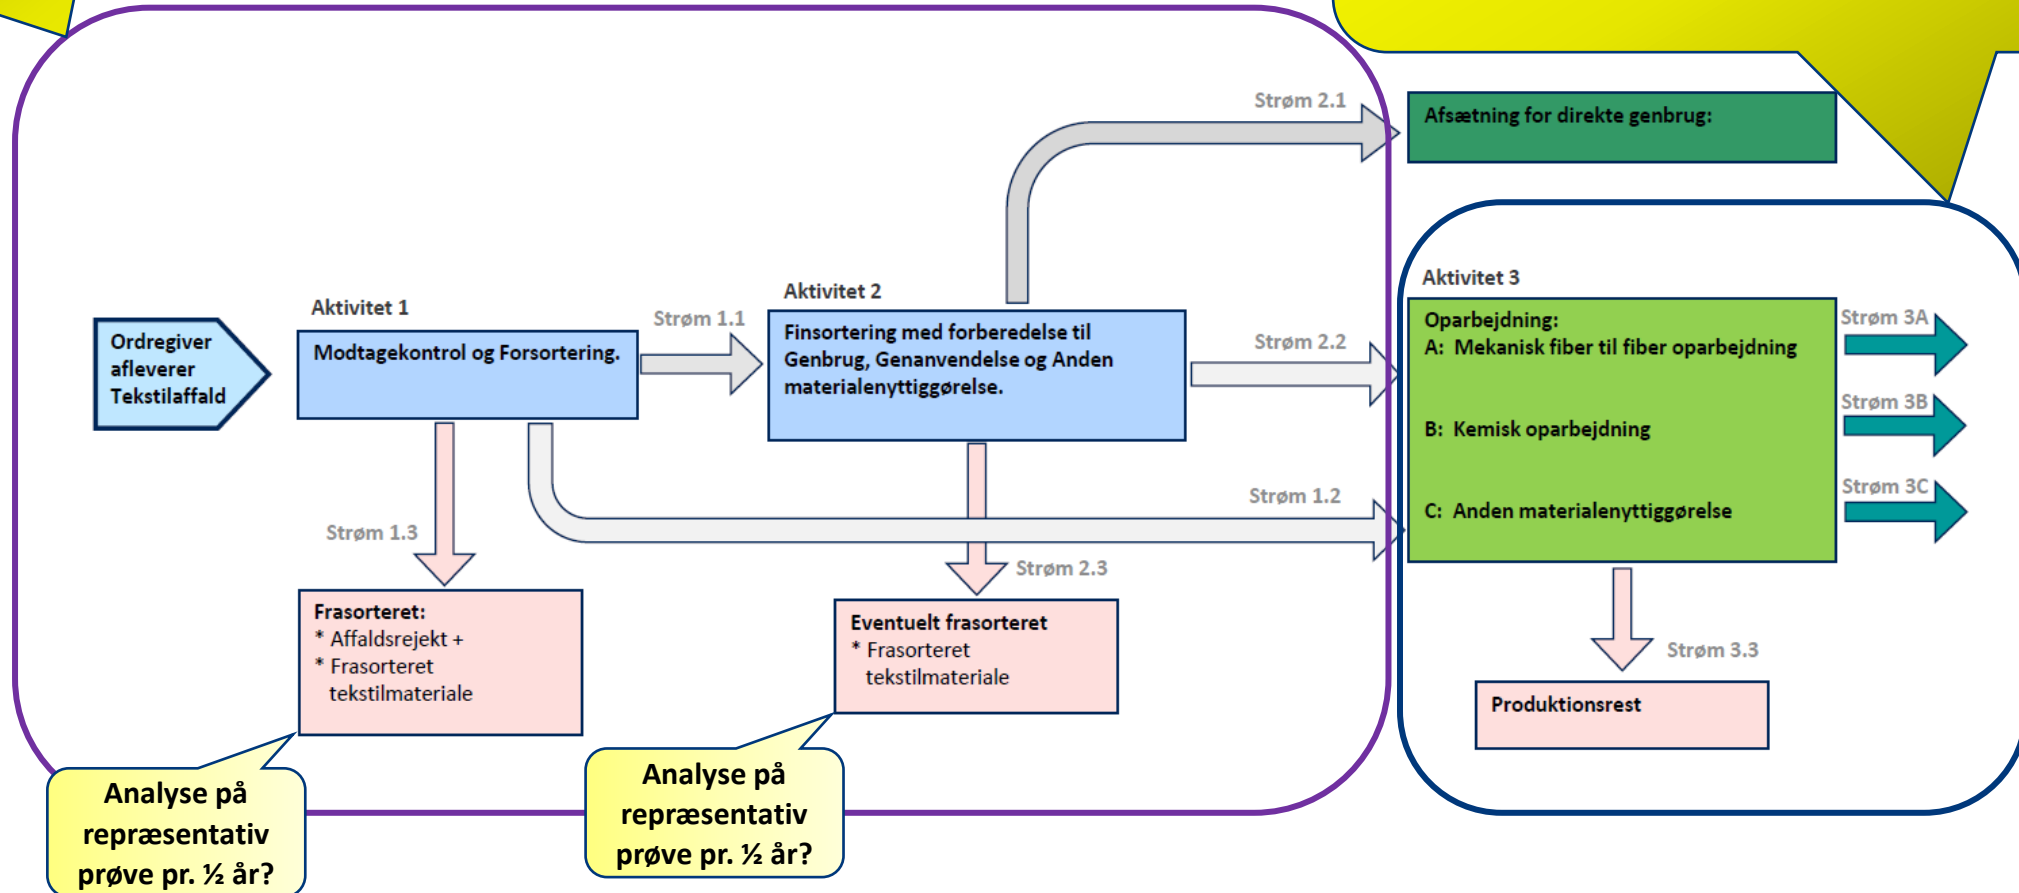 Strøm 2.1
Afsætning for direkte genbrug:
Ordregiver
afleverer
Tekstilaffald
Aktivitet 1
Modtagekontrol og Forsortering.
Strøm 1.1
Aktivitet 2
Finsortering med forberedelse til
Genbrug, Genanvendelse og Anden
materialenyttiggørelse.
Strøm 2.2
Aktivitet 3
Oparbejdning:
A: Mekanisk fiber til fiber oparbejdning
B: Kemisk oparbejdning
C: Anden materialenyttiggørelse
Strøm 3A
Strøm 3B
Strøm 3C
Strøm 1.2
Strøm 1.3
Strøm 2.3
Frasorteret:
* Affaldsrejekt +
* Frasorteret
tekstilmateriale
Eventuelt frasorteret
* Frasorteret
tekstilmateriale
Strøm 3.3
Produktionsrest
Analyse på
repræsentativ
prøve pr. ½ år?
Analyse på
repræsentativ
prøve pr. ½ år?